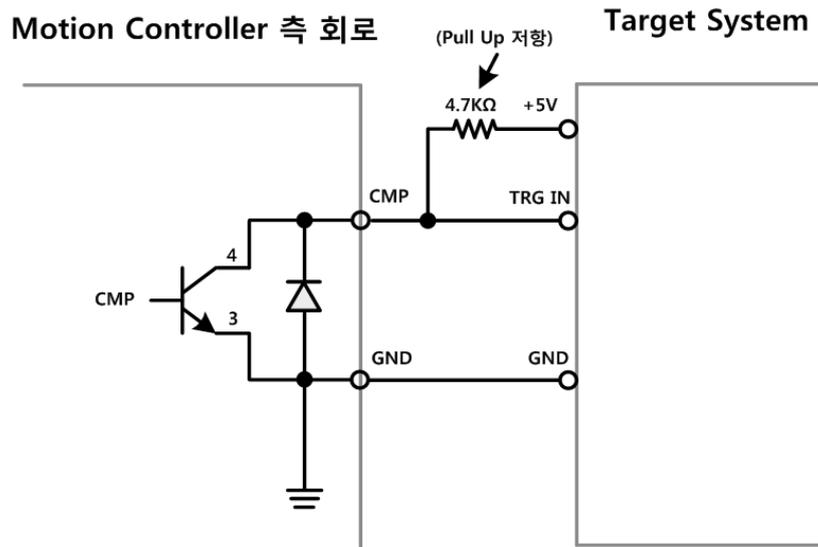 Motion Controller 측 회로
Target System
(Pull Up 저항)
4.7KΩ
+5V
CMP
TRG IN
4
CMP
3
GND
GND